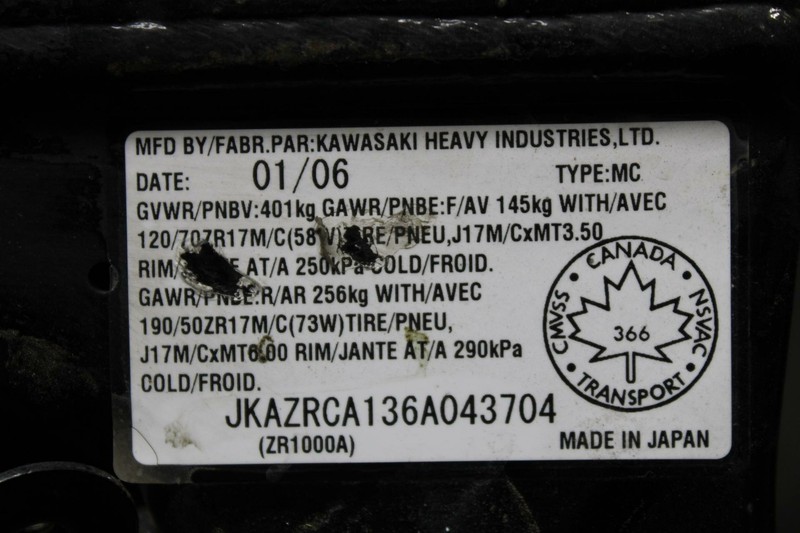 MFD BY/FABR.PAR:KAWASAKI HEAVY INDUSTRIES,LTD.
DATE: 01/06 TYPE:MC
GVWR/PNBV:401kg GAWR/PNBE:F/AV 145kg WITH/AVEC
120/70ZR17M/C(58W)TIRE/PNEU,J17M/CxMT3.50
RIM/JANTE AT/A 250kPa COLD/FROID.
GAWR/PNBE:R/AR 256kg WITH/AVEC
190/50ZR17M/C(73W)TIRE/PNEU,
J17M/CxMT6.00 RIM/JANTE AT/A 290kPa
COLD/FROID.
JKAZRCA136A043704
(ZR1000A)
MADE IN JAPAN
CANADA
CMVSS
NSVAC
366
TRANSPORT